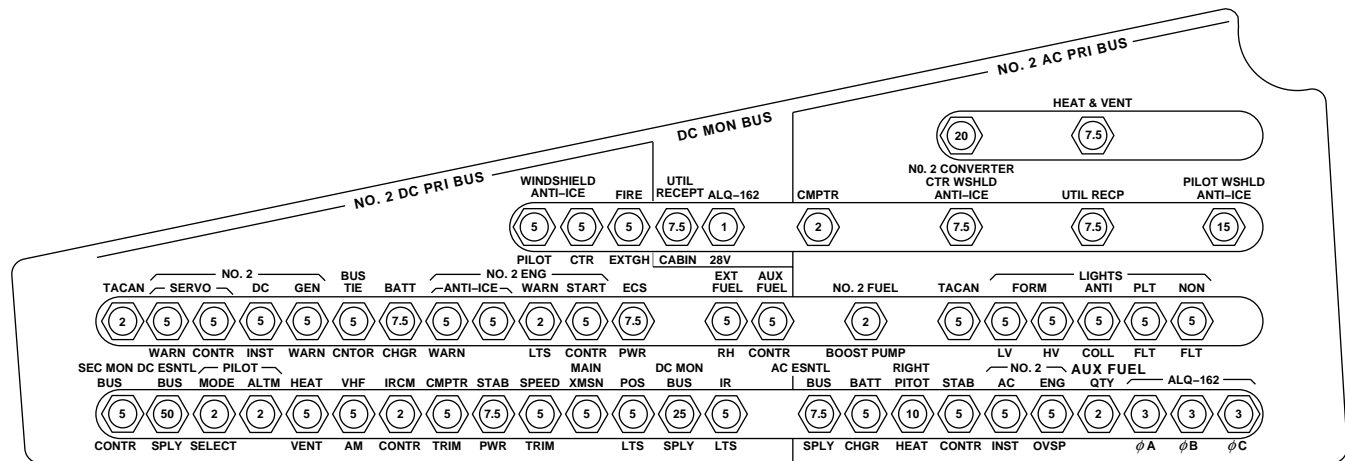 NO. 2 AC PRI BUS
DC MON BUS
NO. 2 DC PRI BUS
HEAT & VENT
20 7.5
N0. 2 CONVERTER
WINDSHIELD UTIL CTR WSHLD PILOT WSHLD
ANTI–ICE FIRE RECEPT ALQ–162 CMPTR ANTI–ICE UTIL RECP ANTI–ICE
5 5 5 7.5 1 2 7.5 7.5 15
PILOT CTR EXTGH CABIN 28V
NO. 2 BUS NO. 2 ENG EXT AUX LIGHTS
TACAN SERVO DC GEN TIE BATT ANTI–ICE WARN START ECS FUEL FUEL NO. 2 FUEL TACAN FORM ANTI PLT NON
2 5 5 5 5 5 7.5 5 5 2 5 7.5 5 5 2 5 5 5 5 5 5
WARN CONTR INST WARN CNTOR CHGR WARN LTS CONTR PWR RH CONTR BOOST PUMP LV HV COLL FLT FLT
SEC MON DC ESNTL PILOT MAIN DC MON AC ESNTL RIGHT NO. 2 AUX FUEL
BUS BUS MODE ALTM HEAT VHF IRCM CMPTR STAB SPEED XMSN POS BUS IR BUS BATT PITOT STAB AC ENG QTY ALQ–162
5 50 2 2 5 5 2 5 7.5 5 5 5 25 5 7.5 5 10 5 5 5 2 3 3 3
CONTR SPLY SELECT VENT AM CONTR TRIM PWR TRIM LTS SPLY LTS SPLY CHGR HEAT CONTR INST OVSP ϕA ϕB ϕC